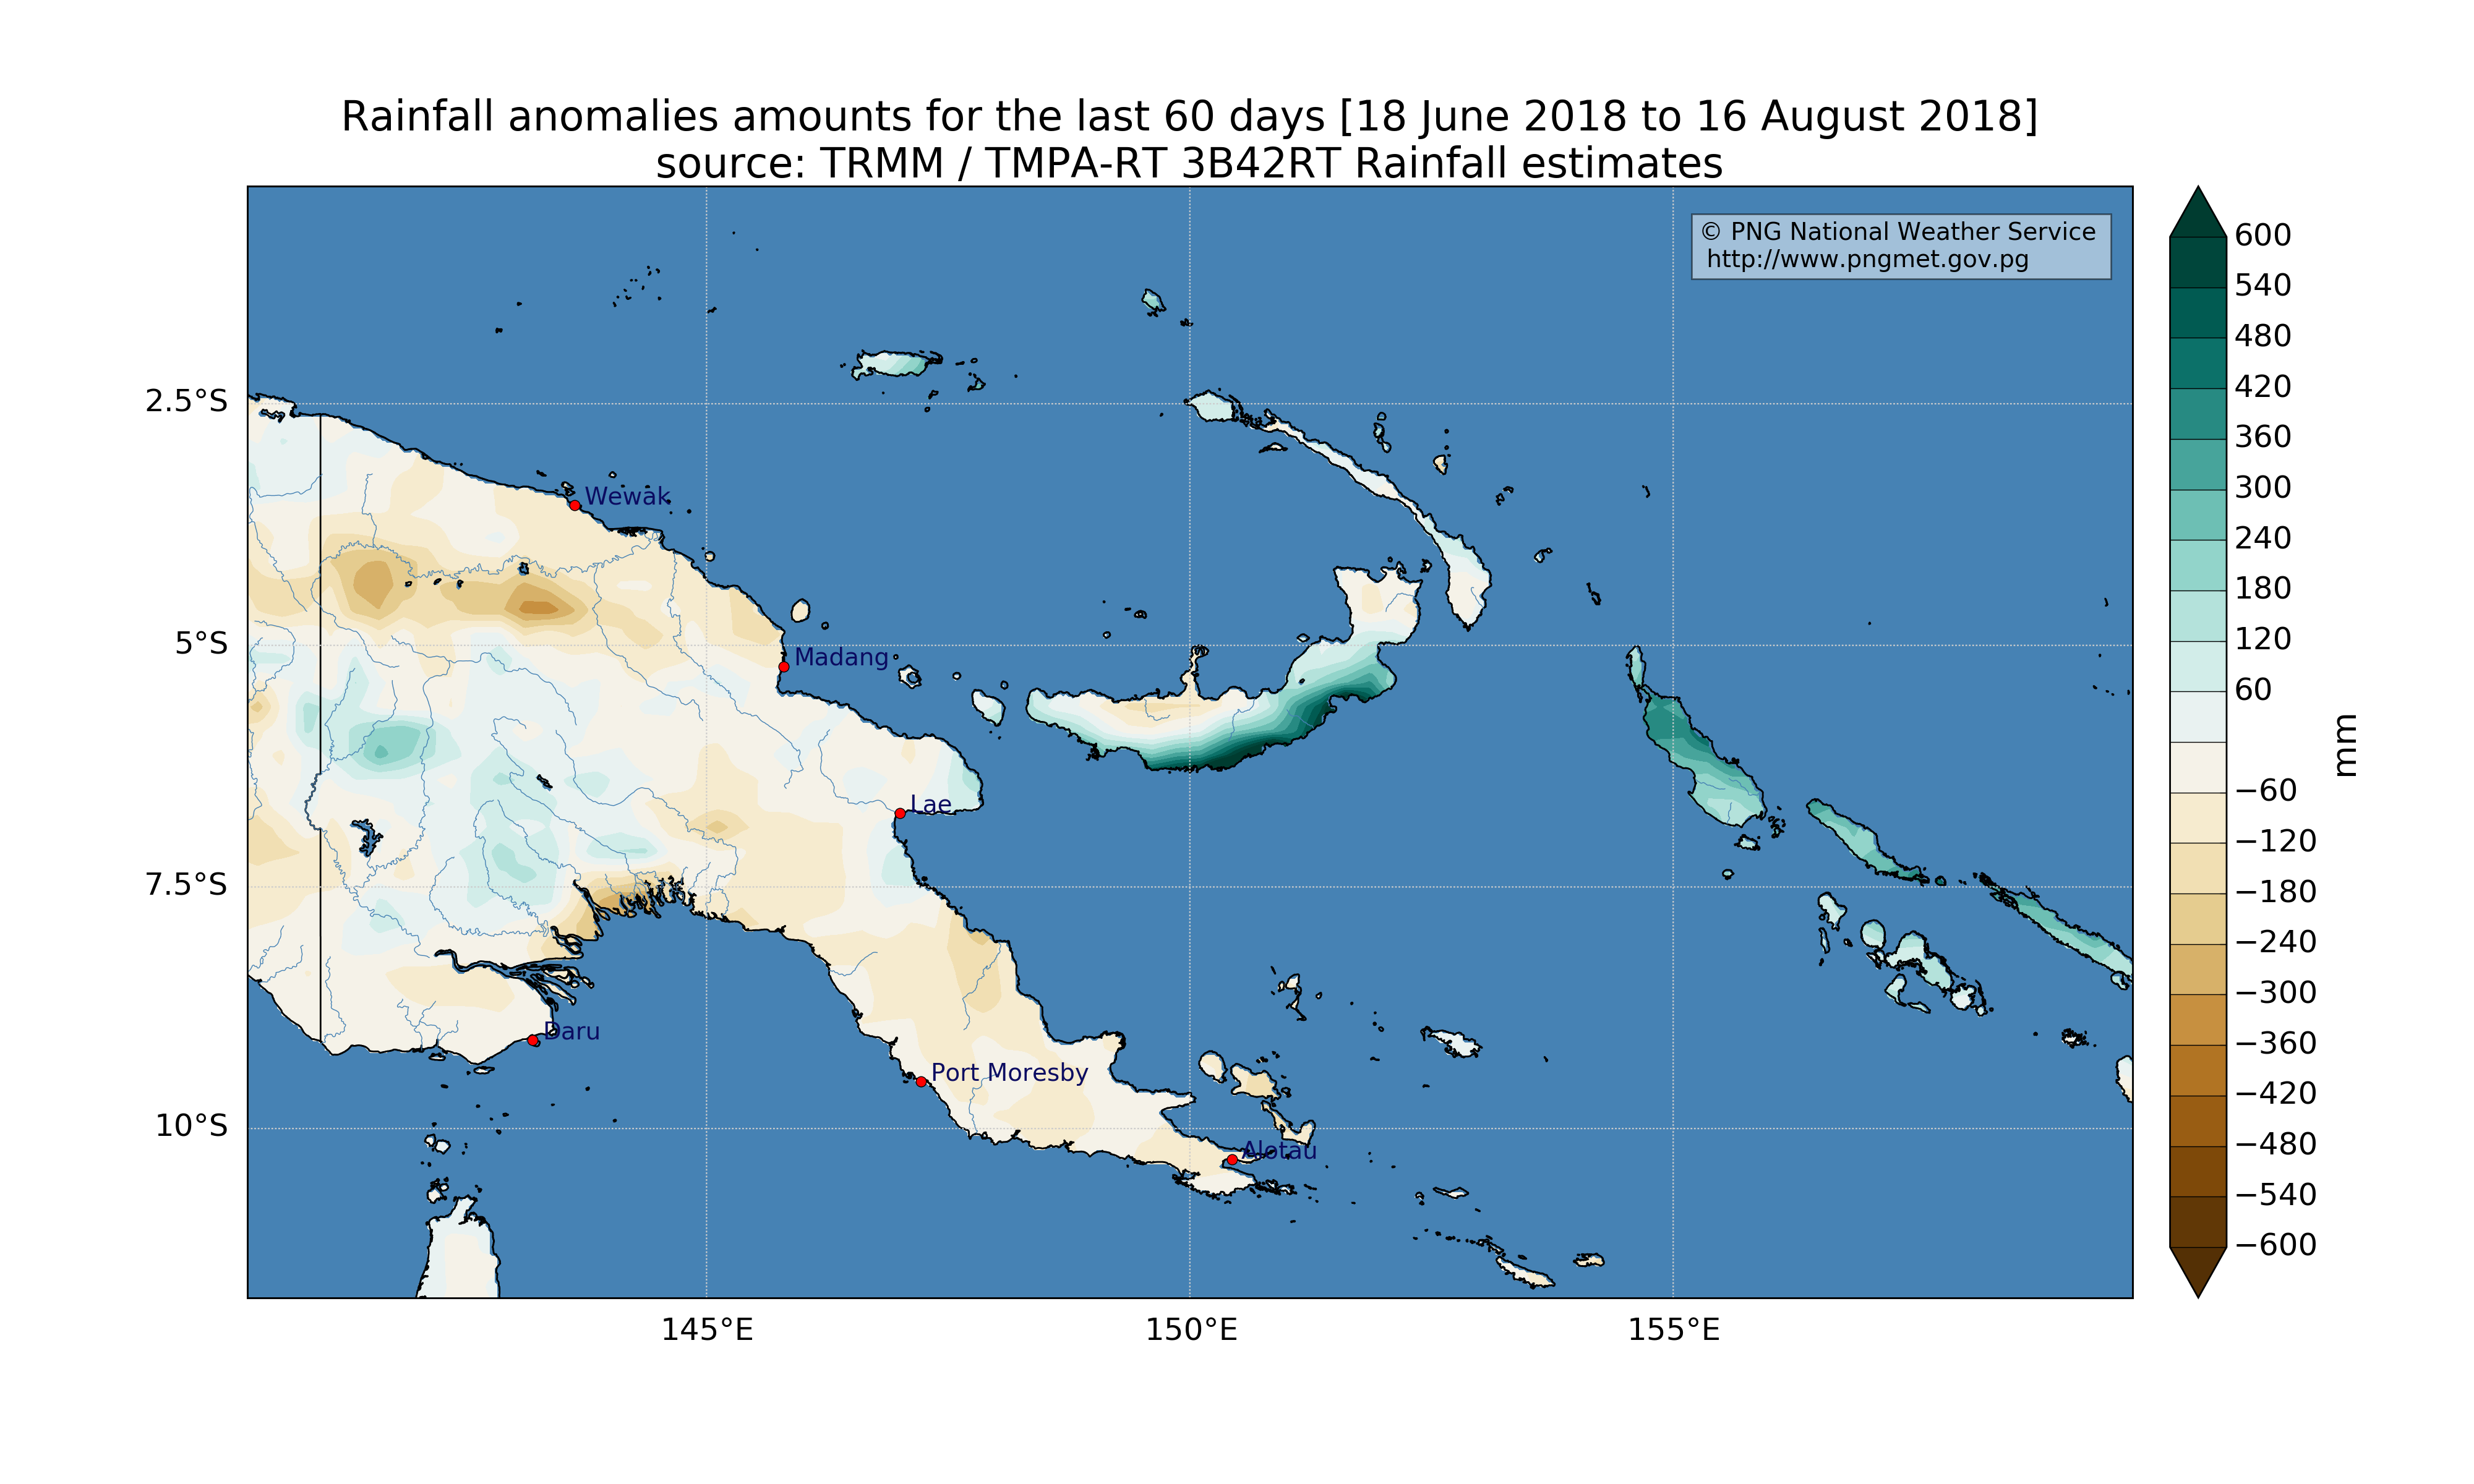 Rainfall anomalies amounts for the last 60 days [18 June 2018 to 16 August 2018]
source: TRMM / TMPA-RT 3B42RT Rainfall estimates
© PNG National Weather Service
http://www.pngmet.gov.pg
2.5°S
5°S
7.5°S
10°S
Wewak
Madang
Lae
Daru
Port Moresby
Alotau
145°E
150°E
155°E
600
540
480
420
360
300
240
180
120
60
−60
−120
−180
−240
−300
−360
−420
−480
−540
−600
mm